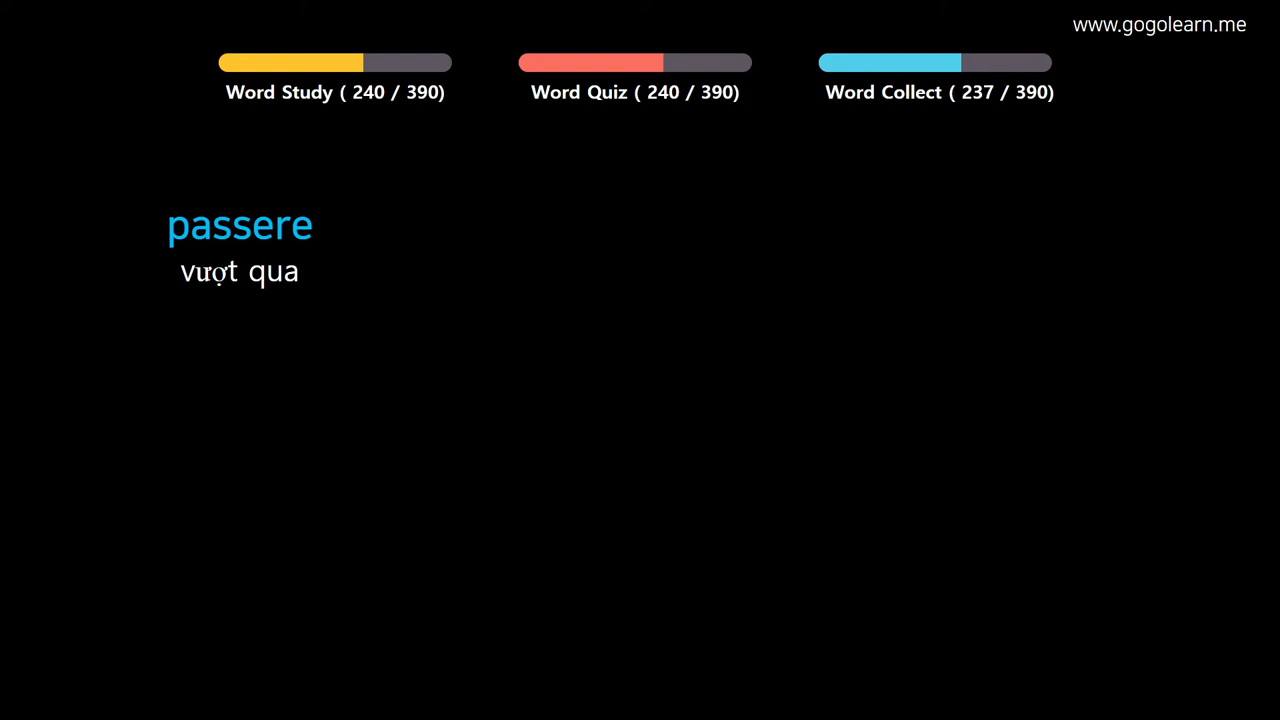 www.gogolearn.me
Word Study ( 240 / 390)
Word Quiz ( 240 / 390)
Word Collect ( 237 / 390)
passere
vượt qua